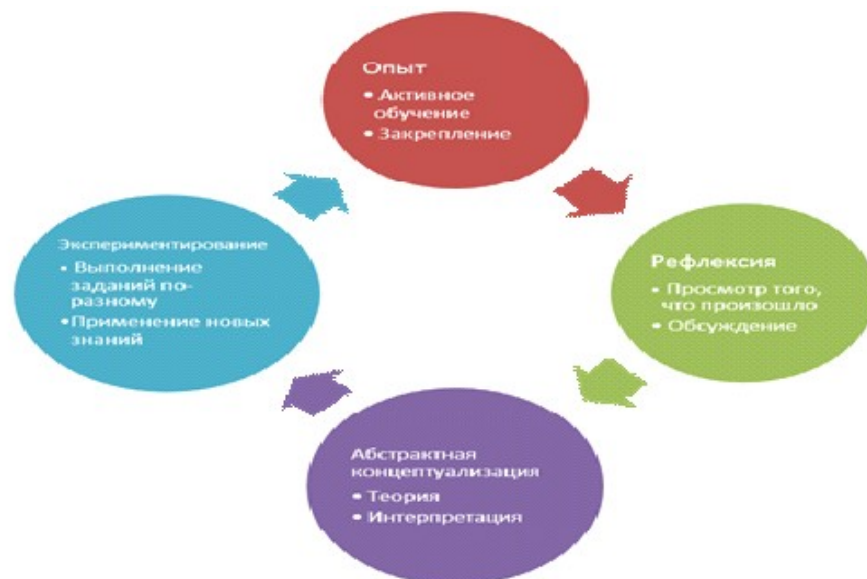 Опыт
• Активное
обучение
• Закрепление
Рефлексия
• Просмотр того,
что произошло
• Обсуждение
Абстрактная
концептуализация
• Теория
• Интерпретация
Экспериментирование
• Выполнение
заданий по-
разному
•Применение новых
знаний